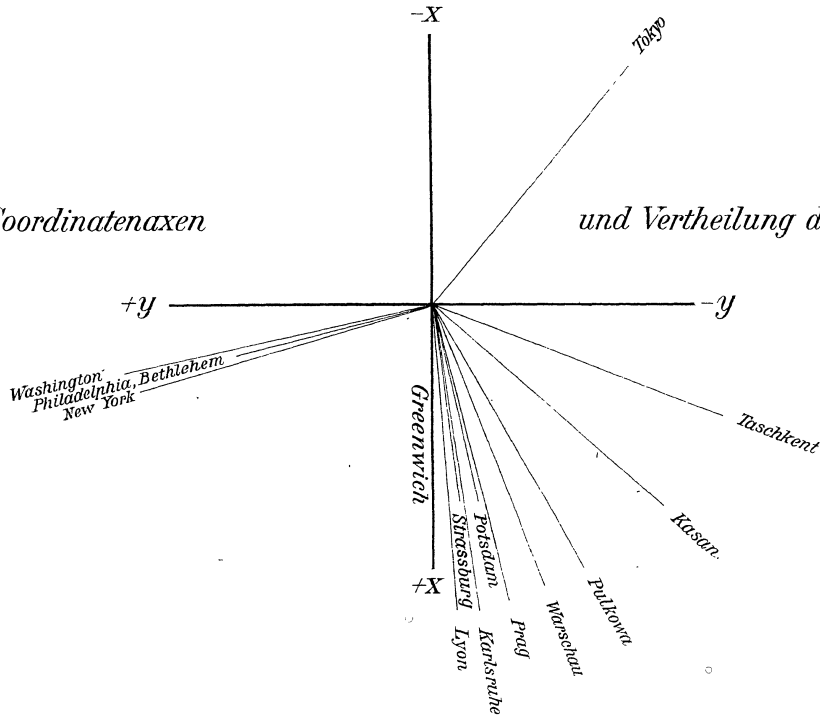 –X
Tokyo
Coordinatenaxen
und Vertheilung d
+y
–y
Washington
Philadelphia, Bethlehem
New York
Greenwich
Taschkent
Kasan.
Pulkowa
Warschau
Prag
Potsdam
Strassburg
Karlsruhe
Lyon
+X